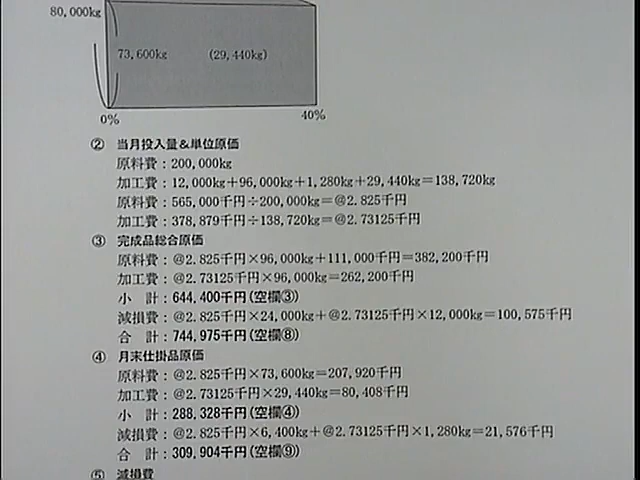 80,000kg
73,600kg (29,440kg)
0% 40%
② 当月投入量＆単位原価
原料費：200,000kg
加工費：12,000kg＋96,000kg＋1,280kg＋29,440kg＝138,720kg
原料費：565,000千円÷200,000kg＝@2.825千円
加工費：378,879千円÷138,720kg＝@2.73125千円
③ 完成品総合原価
原料費：@2.825千円×96,000kg＋111,000千円＝382,200千円
加工費：@2.73125千円×96,000kg＝262,200千円
小　計：644,400千円（空欄③）
減損費：@2.825千円×24,000kg＋@2.73125千円×12,000kg＝100,575千円
合　計：744,975千円（空欄⑧）
④ 月末仕掛品原価
原料費：@2.825千円×73,600kg＝207,920千円
加工費：@2.73125千円×29,440kg＝80,408千円
小　計：288,328千円（空欄④）
減損費：@2.825千円×6,400kg＋@2.73125千円×1,280kg＝21,576千円
合　計：309,904千円（空欄⑨）
⑤ 減損費